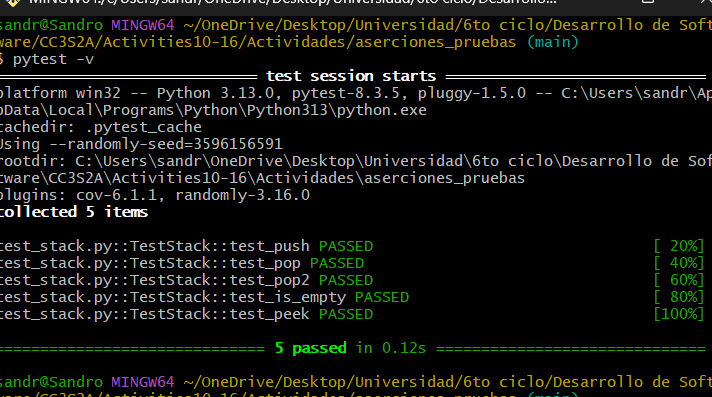 MINGW64:/c/Users/sandr/OneDrive/Desktop/Universidad/6to ciclo/Desarrollo...
sandr@Sandro MINGW64 ~/OneDrive/Desktop/Universidad/6to ciclo/Desarrollo de Soft
ware/CC3S2A/Activities10-16/Actividades/aserciones_pruebas (main)
$ pytest -v
============================= test session starts =============================
platform win32 -- Python 3.13.0, pytest-8.3.5, pluggy-1.5.0 -- C:\Users\sandr\Ap
pData\Local\Programs\Python\Python313\python.exe
cachedir: .pytest_cache
Using --randomly-seed=3596156591
rootdir: C:\Users\sandr\OneDrive\Desktop\Universidad\6to ciclo\Desarrollo de Sof
tware\CC3S2A\Activities10-16\Actividades\aserciones_pruebas
plugins: cov-6.1.1, randomly-3.16.0
collected 5 items
test_stack.py::TestStack::test_push PASSED [ 20%]
test_stack.py::TestStack::test_pop PASSED [ 40%]
test_stack.py::TestStack::test_pop2 PASSED [ 60%]
test_stack.py::TestStack::test_is_empty PASSED [ 80%]
test_stack.py::TestStack::test_peek PASSED [100%]
============================== 5 passed in 0.12s ==============================
sandr@Sandro MINGW64 ~/OneDrive/Desktop/Universidad/6to ciclo/Desarrollo de Soft
ware/CC3S2A/Activities10-16/Actividades/aserciones_pruebas (main)